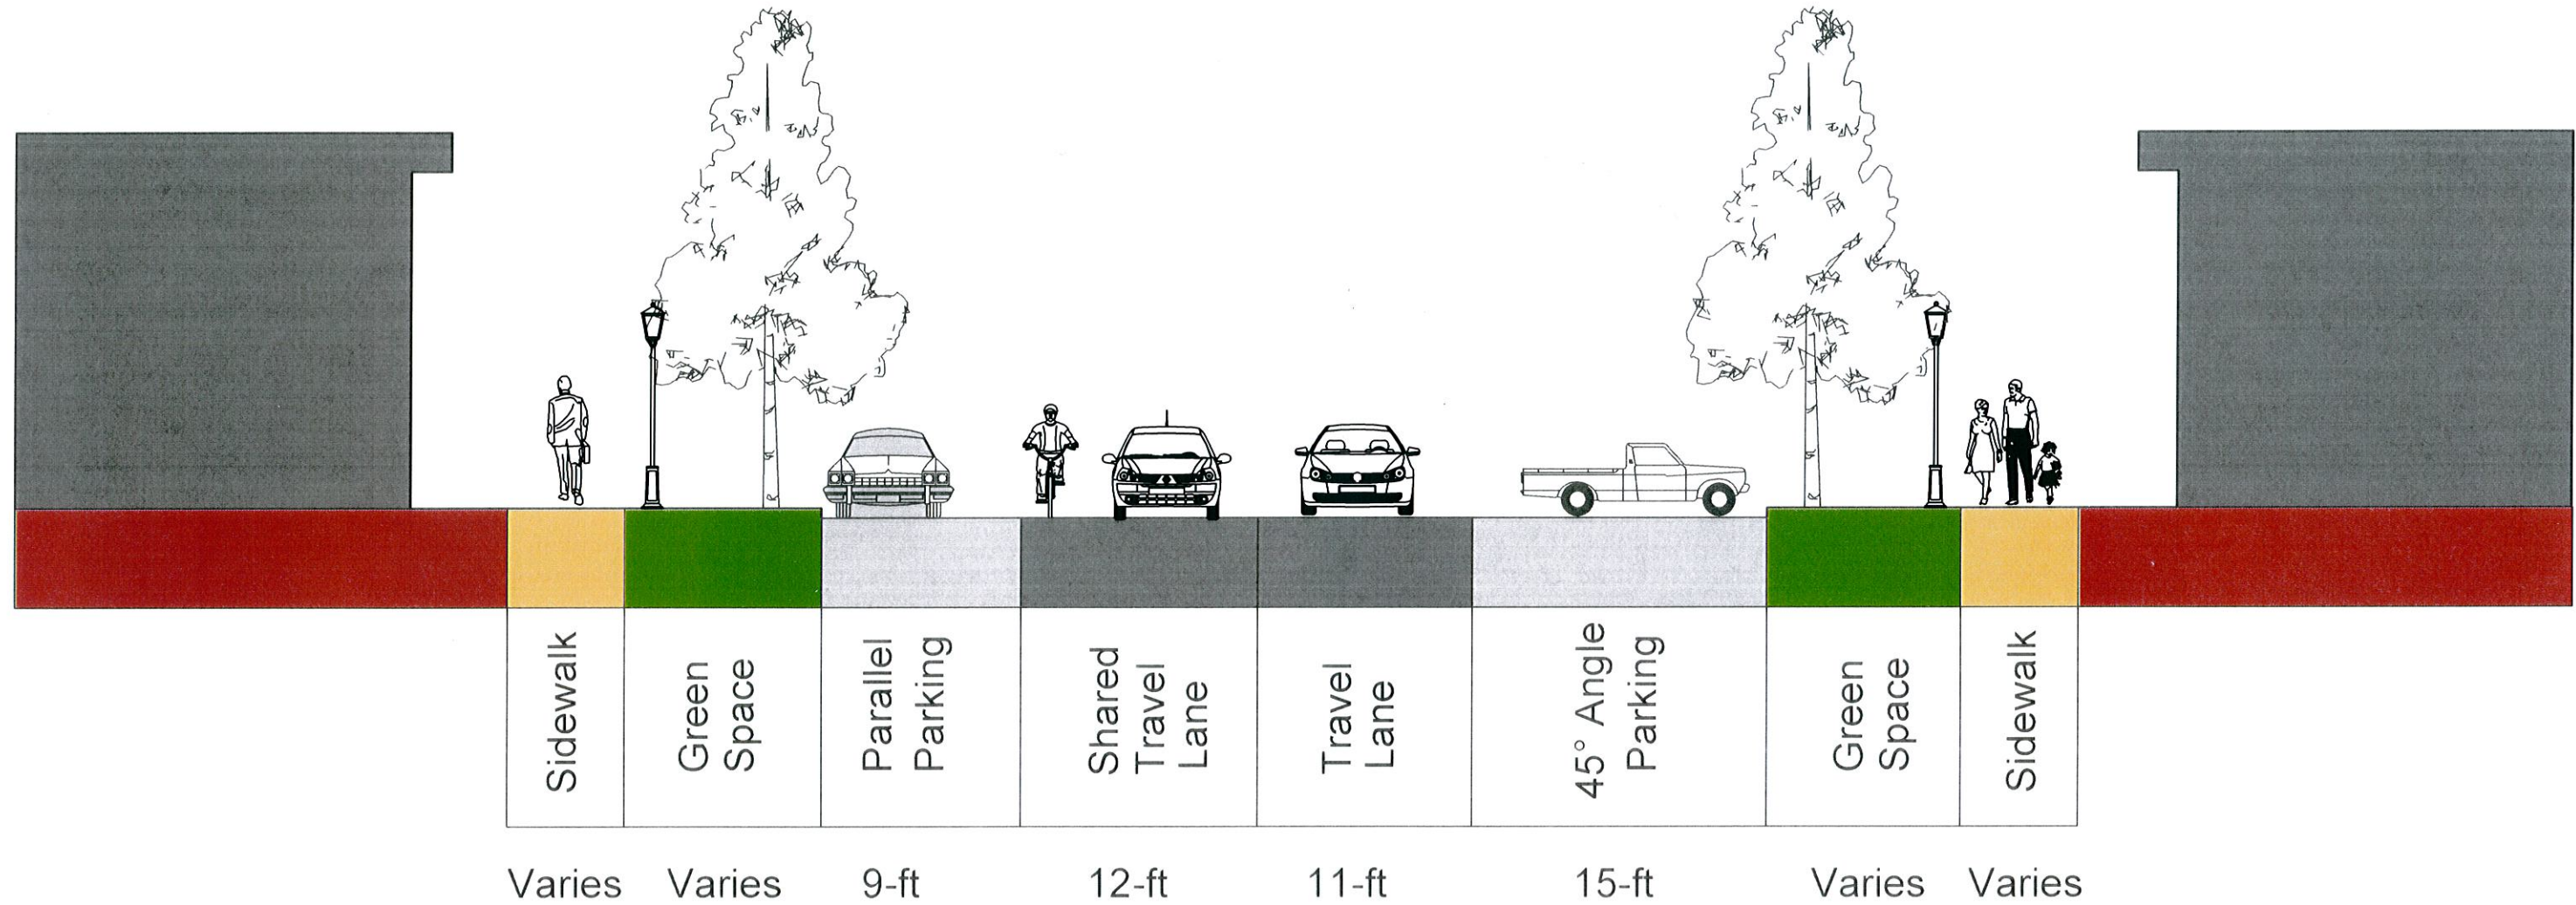 Sidewalk
Green
Space
Parallel
Parking
Shared
Travel
Lane
Travel
Lane
45° Angle
Parking
Green
Space
Sidewalk
Varies
Varies
9-ft
12-ft
11-ft
15-ft
Varies
Varies